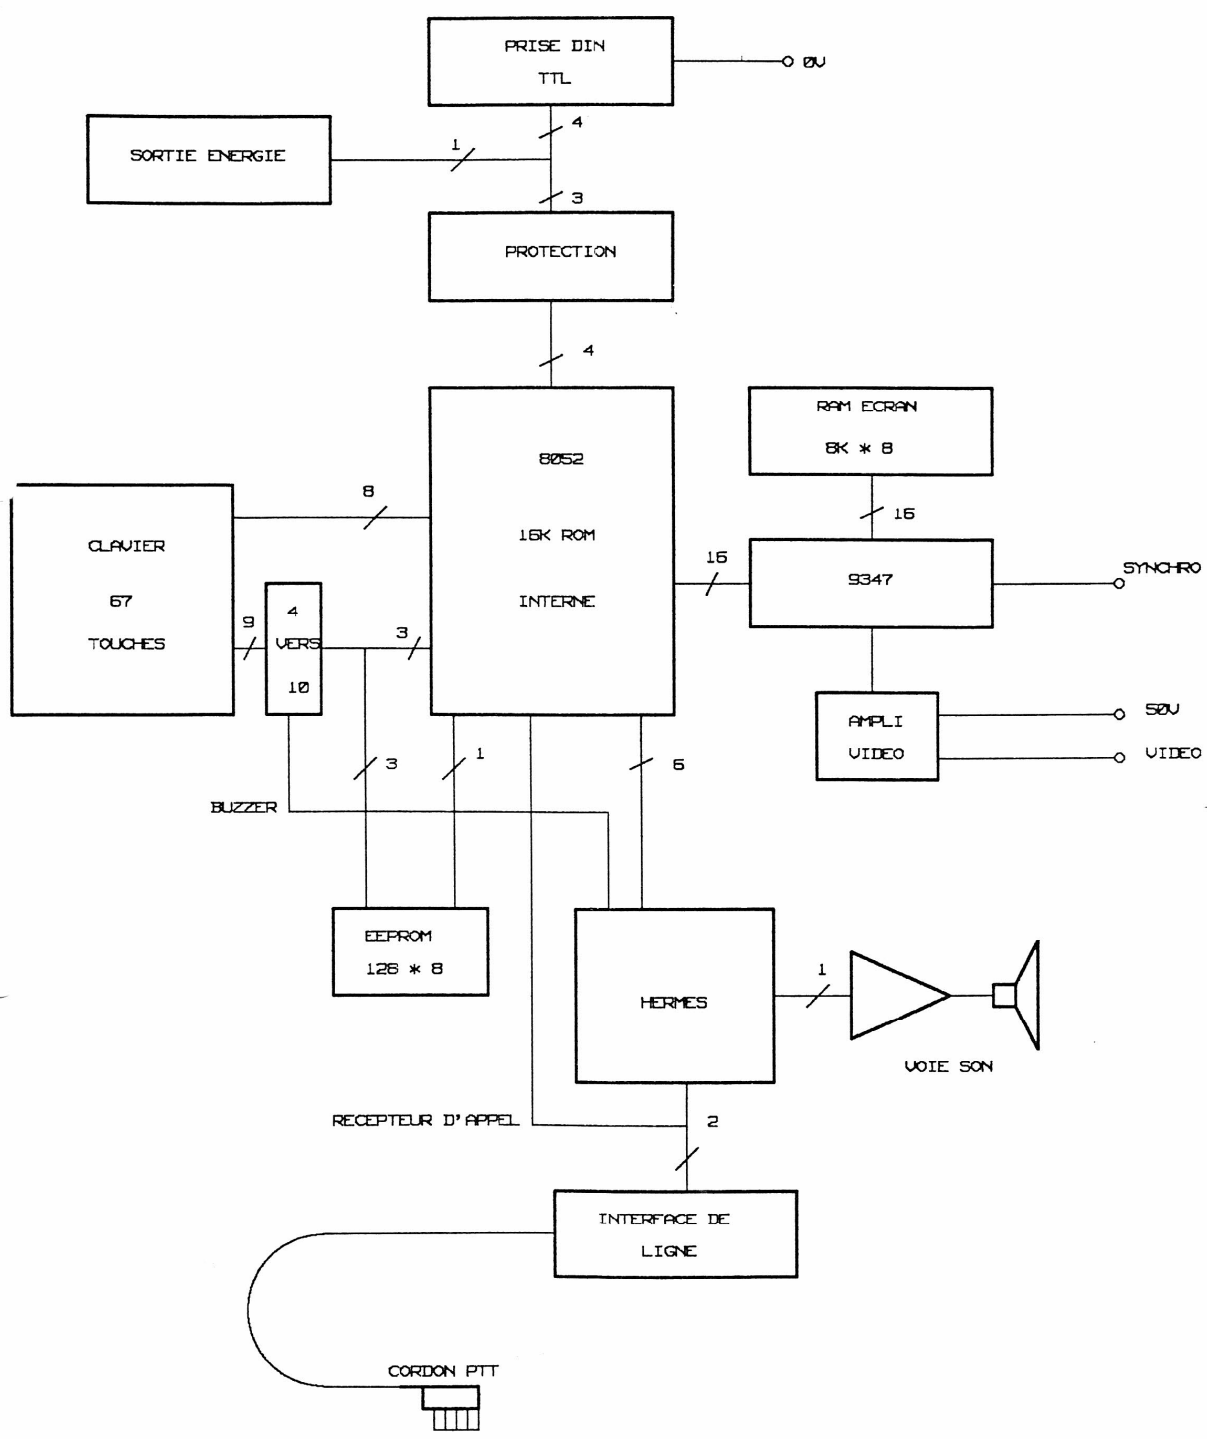 PRISE DIN
TTL
0V
4
SORTIE ENERGIE
1
3
PROTECTION
4
RAM ECRAN
8K * 8
8052
16K ROM
INTERNE
8
16
CLAVIER
67
TOUCHES
16
9347
SYNCHRO
9
4
VERS
10
3
AMPLI
VIDEO
50V
VIDEO
3
1
6
BUZZER
EEPROM
128 * 8
HERMES
1
VOIE SON
RECEPTEUR D'APPEL
2
INTERFACE DE
LIGNE
CORDON PTT